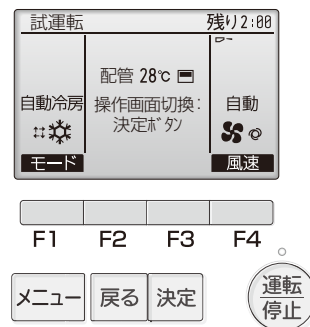 試運転 残り2:00
配管 28℃
自動冷房 操作画面切換: 自動
決定ボタン
モード 風速
F1 F2 F3 F4
メニュー 戻る 決定 運転
停止